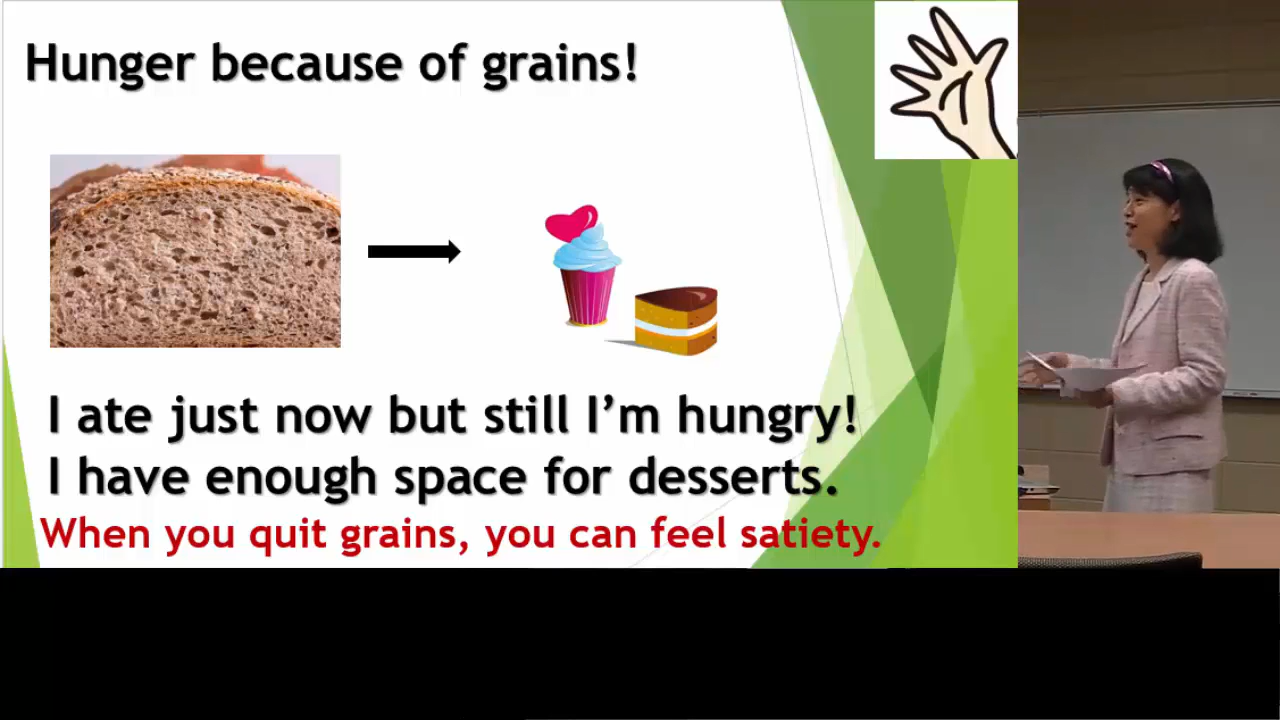 Hunger because of grains!
I ate just now but still I’m hungry!
I have enough space for desserts.
When you quit grains, you can feel satiety.